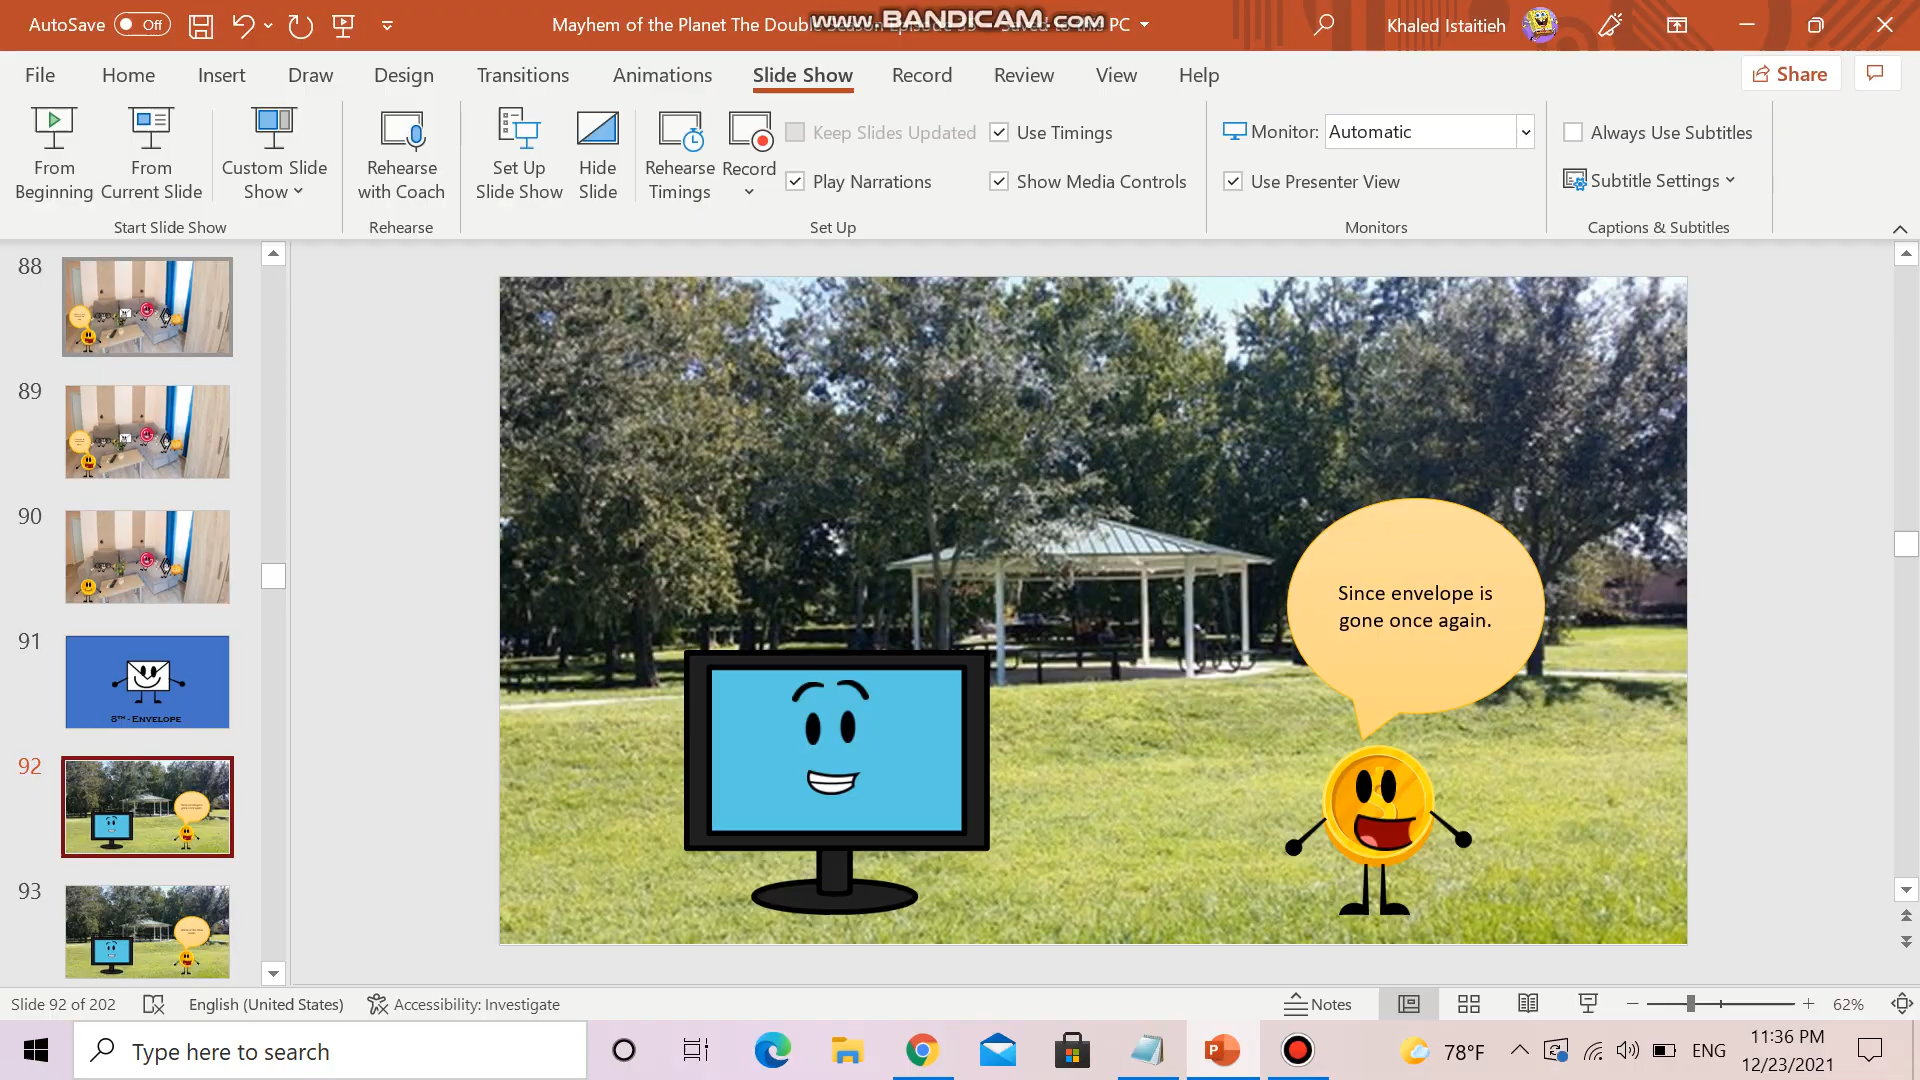 AutoSave Off
Mayhem of the Planet The Double Season Episode
PC
www.BANDICAM.com
Khaled Istaitieh
File Home Insert Draw Design Transitions Animations Slide Show Record Review View Help
Share
From Beginning
From Current Slide
Custom Slide Show
Start Slide Show
Rehearse with Coach
Rehearse
Set Up Slide Show
Hide Slide
Rehearse Timings
Record
Keep Slides Updated
Play Narrations
Use Timings
Show Media Controls
Set Up
Monitor: Automatic
Use Presenter View
Monitors
Always Use Subtitles
Subtitle Settings
Captions & Subtitles
88
89
90
91
8TH - ENVELOPE
92
93
Since envelope is
gone once again.
Slide 92 of 202
English (United States)
Accessibility: Investigate
Notes
62%
Type here to search
78°F
ENG
11:36 PM
12/23/2021